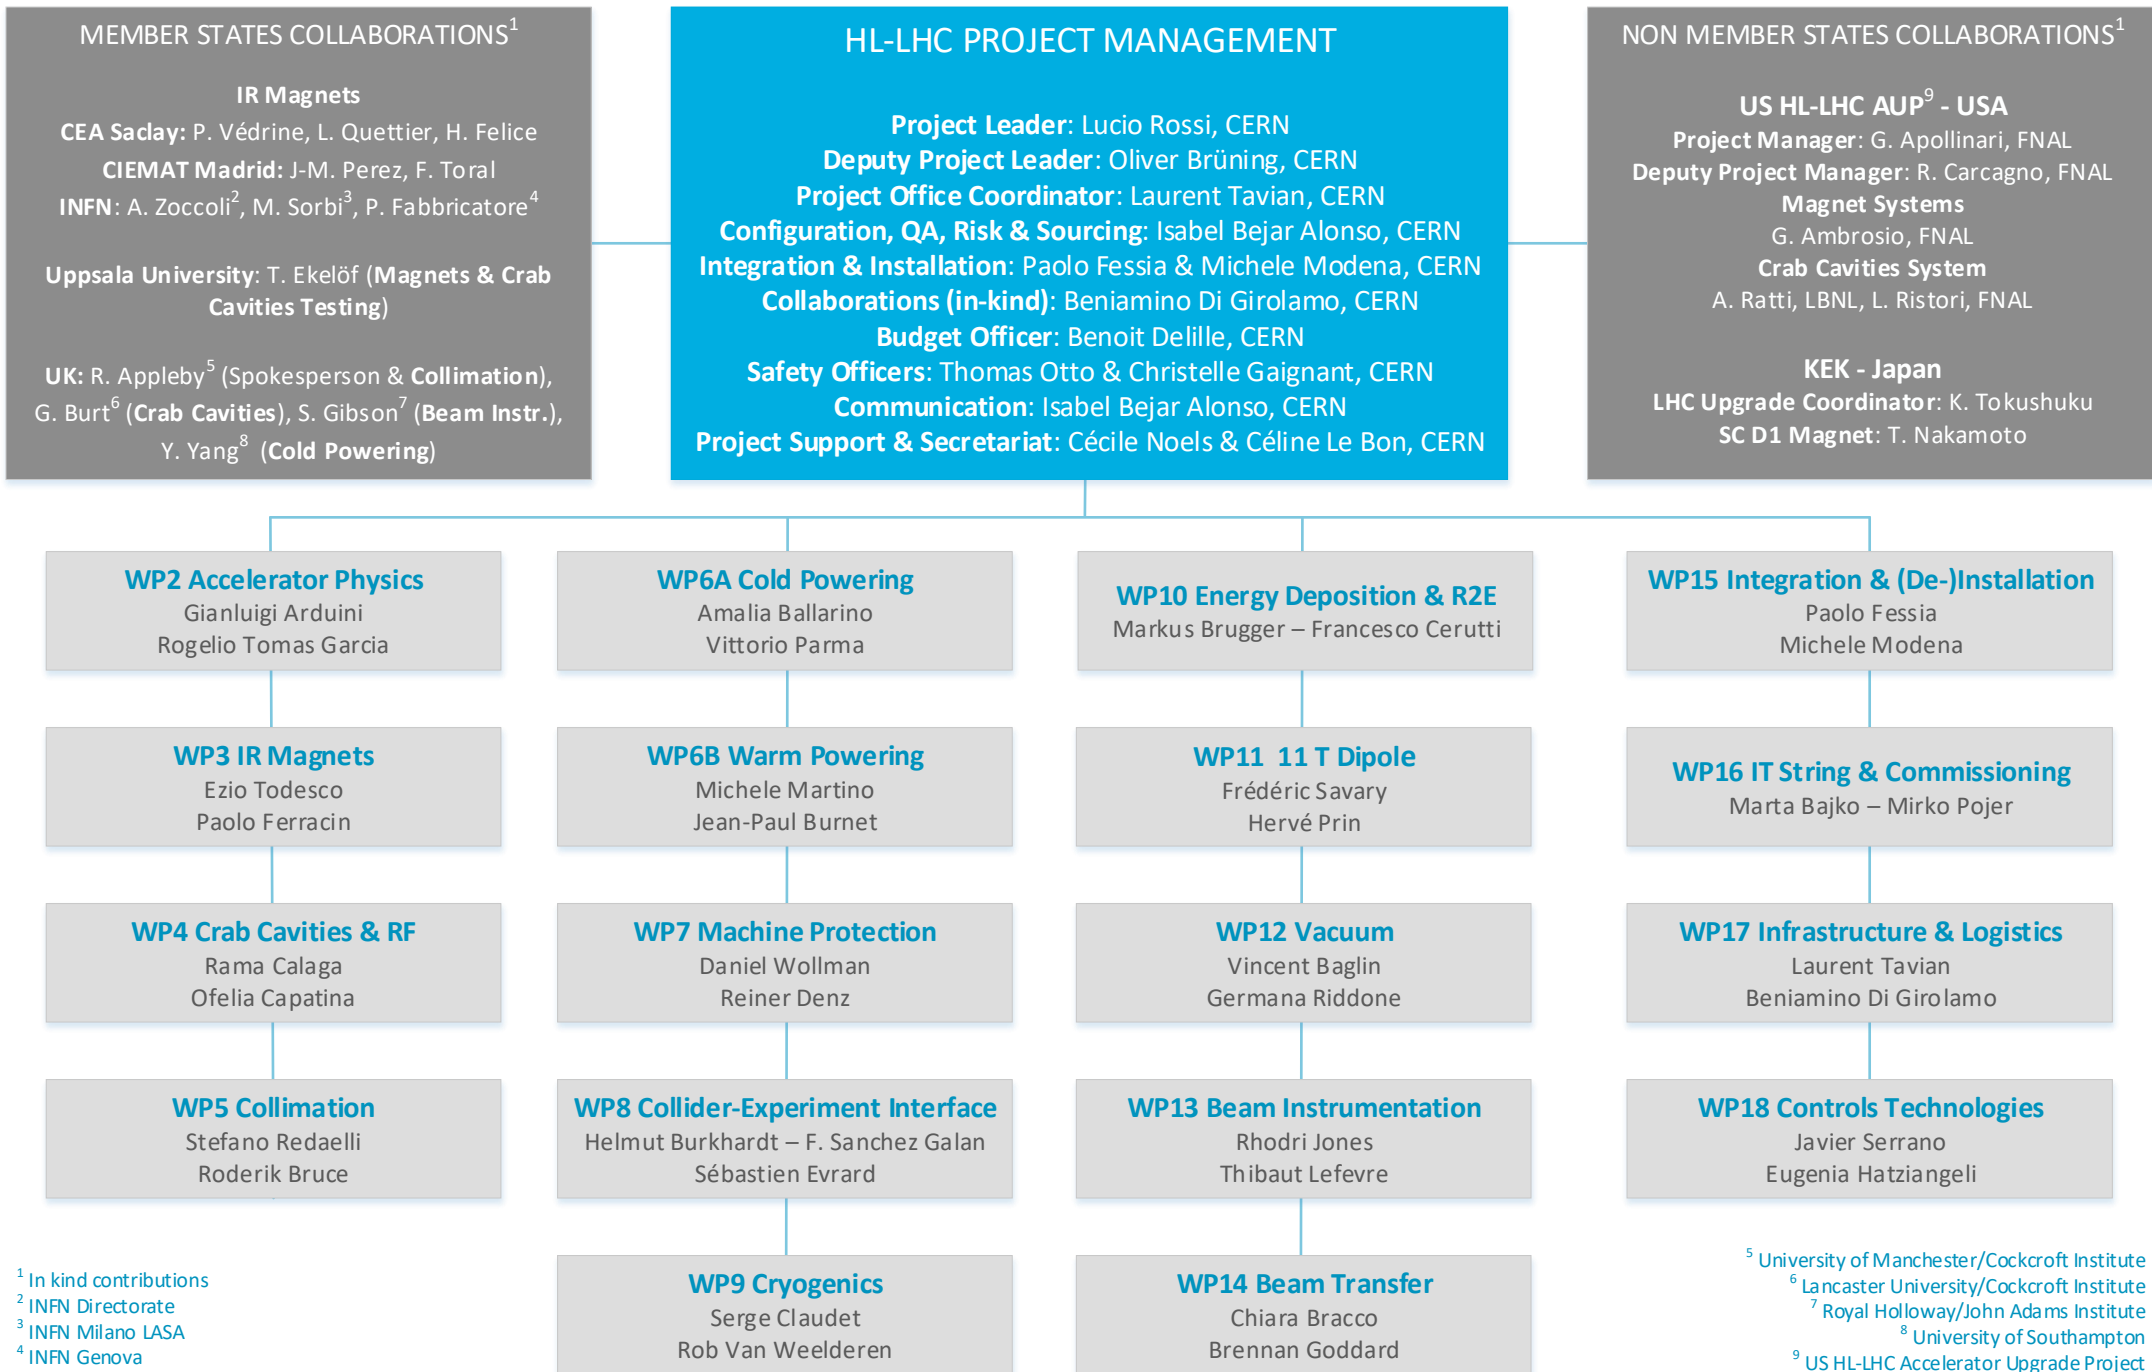 MEMBER STATES COLLABORATIONS1
IR Magnets
CEA Saclay: P. Védrine, L. Quettier, H. Felice
CIEMAT Madrid: J-M. Perez, F. Toral
INFN: A. Zoccoli2, M. Sorbi3, P. Fabbricatore4
Uppsala University: T. Ekelöf (Magnets & Crab
Cavities Testing)
UK: R. Appleby5 (Spokesperson & Collimation),
G. Burt6 (Crab Cavities), S. Gibson7 (Beam Instr.),
Y. Yang8 (Cold Powering)
HL-LHC PROJECT MANAGEMENT
Project Leader: Lucio Rossi, CERN
Deputy Project Leader: Oliver Brüning, CERN
Project Office Coordinator: Laurent Tavian, CERN
Configuration, QA, Risk & Sourcing: Isabel Bejar Alonso, CERN
Integration & Installation: Paolo Fessia & Michele Modena, CERN
Collaborations (in-kind): Beniamino Di Girolamo, CERN
Budget Officer: Benoit Delille, CERN
Safety Officers: Thomas Otto & Christelle Gaignant, CERN
Communication: Isabel Bejar Alonso, CERN
Project Support & Secretariat: Cécile Noels & Céline Le Bon, CERN
NON MEMBER STATES COLLABORATIONS1
US HL-LHC AUP9 - USA
Project Manager: G. Apollinari, FNAL
Deputy Project Manager: R. Carcagno, FNAL
Magnet Systems
G. Ambrosio, FNAL
Crab Cavities System
A. Ratti, LBNL, L. Ristori, FNAL
KEK - Japan
LHC Upgrade Coordinator: K. Tokushuku
SC D1 Magnet: T. Nakamoto
WP2 Accelerator Physics
Gianluigi Arduini
Rogelio Tomas Garcia
WP3 IR Magnets
Ezio Todesco
Paolo Ferracin
WP4 Crab Cavities & RF
Rama Calaga
Ofelia Capatina
WP5 Collimation
Stefano Redaelli
Roderik Bruce
WP6A Cold Powering
Amalia Ballarino
Vittorio Parma
WP6B Warm Powering
Michele Martino
Jean-Paul Burnet
WP7 Machine Protection
Daniel Wollman
Reiner Denz
WP8 Collider-Experiment Interface
Helmut Burkhardt – F. Sanchez Galan
Sébastien Evrard
WP9 Cryogenics
Serge Claudet
Rob Van Weelderen
WP10 Energy Deposition & R2E
Markus Brugger – Francesco Cerutti
WP11 11 T Dipole
Frédéric Savary
Hervé Prin
WP12 Vacuum
Vincent Baglin
Germana Riddone
WP13 Beam Instrumentation
Rhodri Jones
Thibaut Lefevre
WP14 Beam Transfer
Chiara Bracco
Brennan Goddard
WP15 Integration & (De-)Installation
Paolo Fessia
Michele Modena
WP16 IT String & Commissioning
Marta Bajko – Mirko Pojer
WP17 Infrastructure & Logistics
Laurent Tavian
Beniamino Di Girolamo
WP18 Controls Technologies
Javier Serrano
Eugenia Hatziangeli
1 In kind contributions
2 INFN Directorate
3 INFN Milano LASA
4 INFN Genova
5 University of Manchester/Cockcroft Institute
6 Lancaster University/Cockcroft Institute
7 Royal Holloway/John Adams Institute
8 University of Southampton
9 US HL-LHC Accelerator Upgrade Project